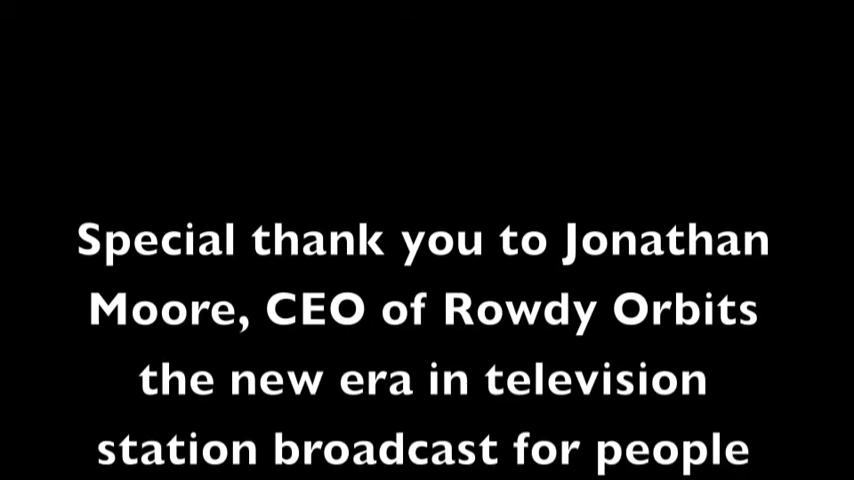 Special thank you to Jonathan
Moore, CEO of Rowdy Orbits
the new era in television
station broadcast for people